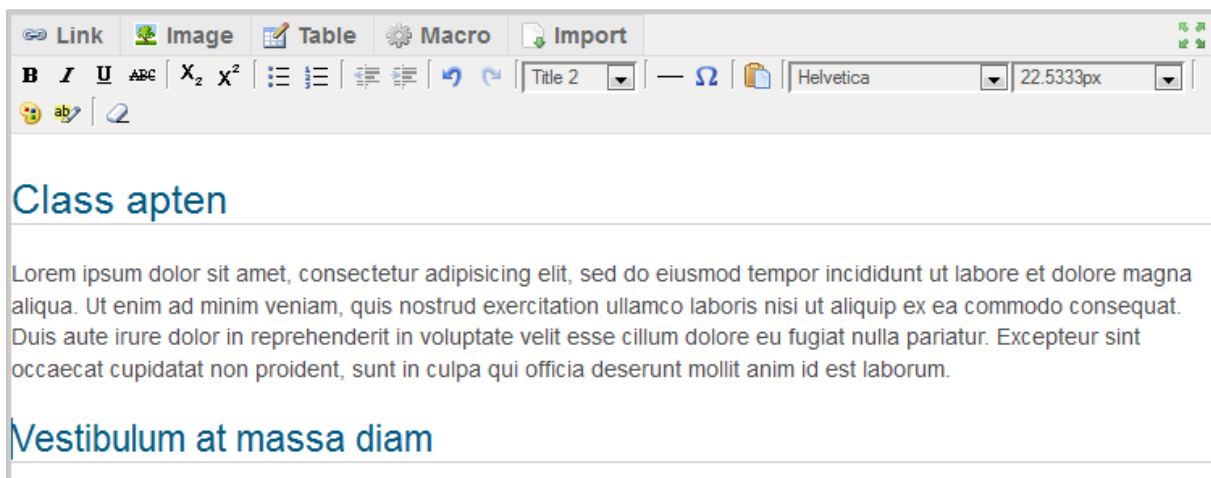 Link Image Table Macro Import
B I U ABC X₂ X² Title 2 Ω Helvetica 22.5333px
ab
Class apten
Lorem ipsum dolor sit amet, consectetur adipisicing elit, sed do eiusmod tempor incididunt ut labore et dolore magna
aliqua. Ut enim ad minim veniam, quis nostrud exercitation ullamco laboris nisi ut aliquip ex ea commodo consequat.
Duis aute irure dolor in reprehenderit in voluptate velit esse cillum dolore eu fugiat nulla pariatur. Excepteur sint
occaecat cupidatat non proident, sunt in culpa qui officia deserunt mollit anim id est laborum.
Vestibulum at massa diam